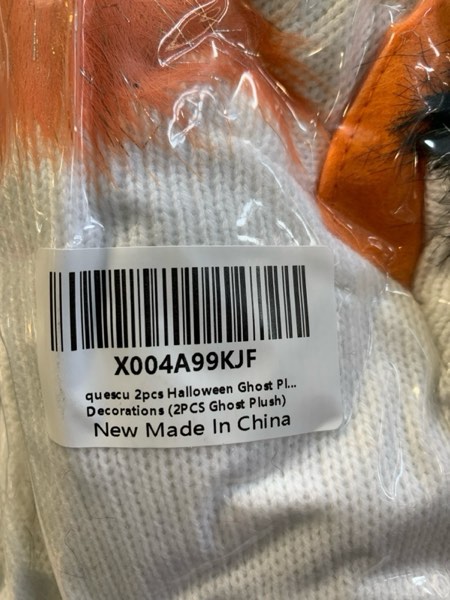 X004A99KJF
quescu 2pcs Halloween Ghost Pl...
Decorations (2PCS Ghost Plush)
New Made In China